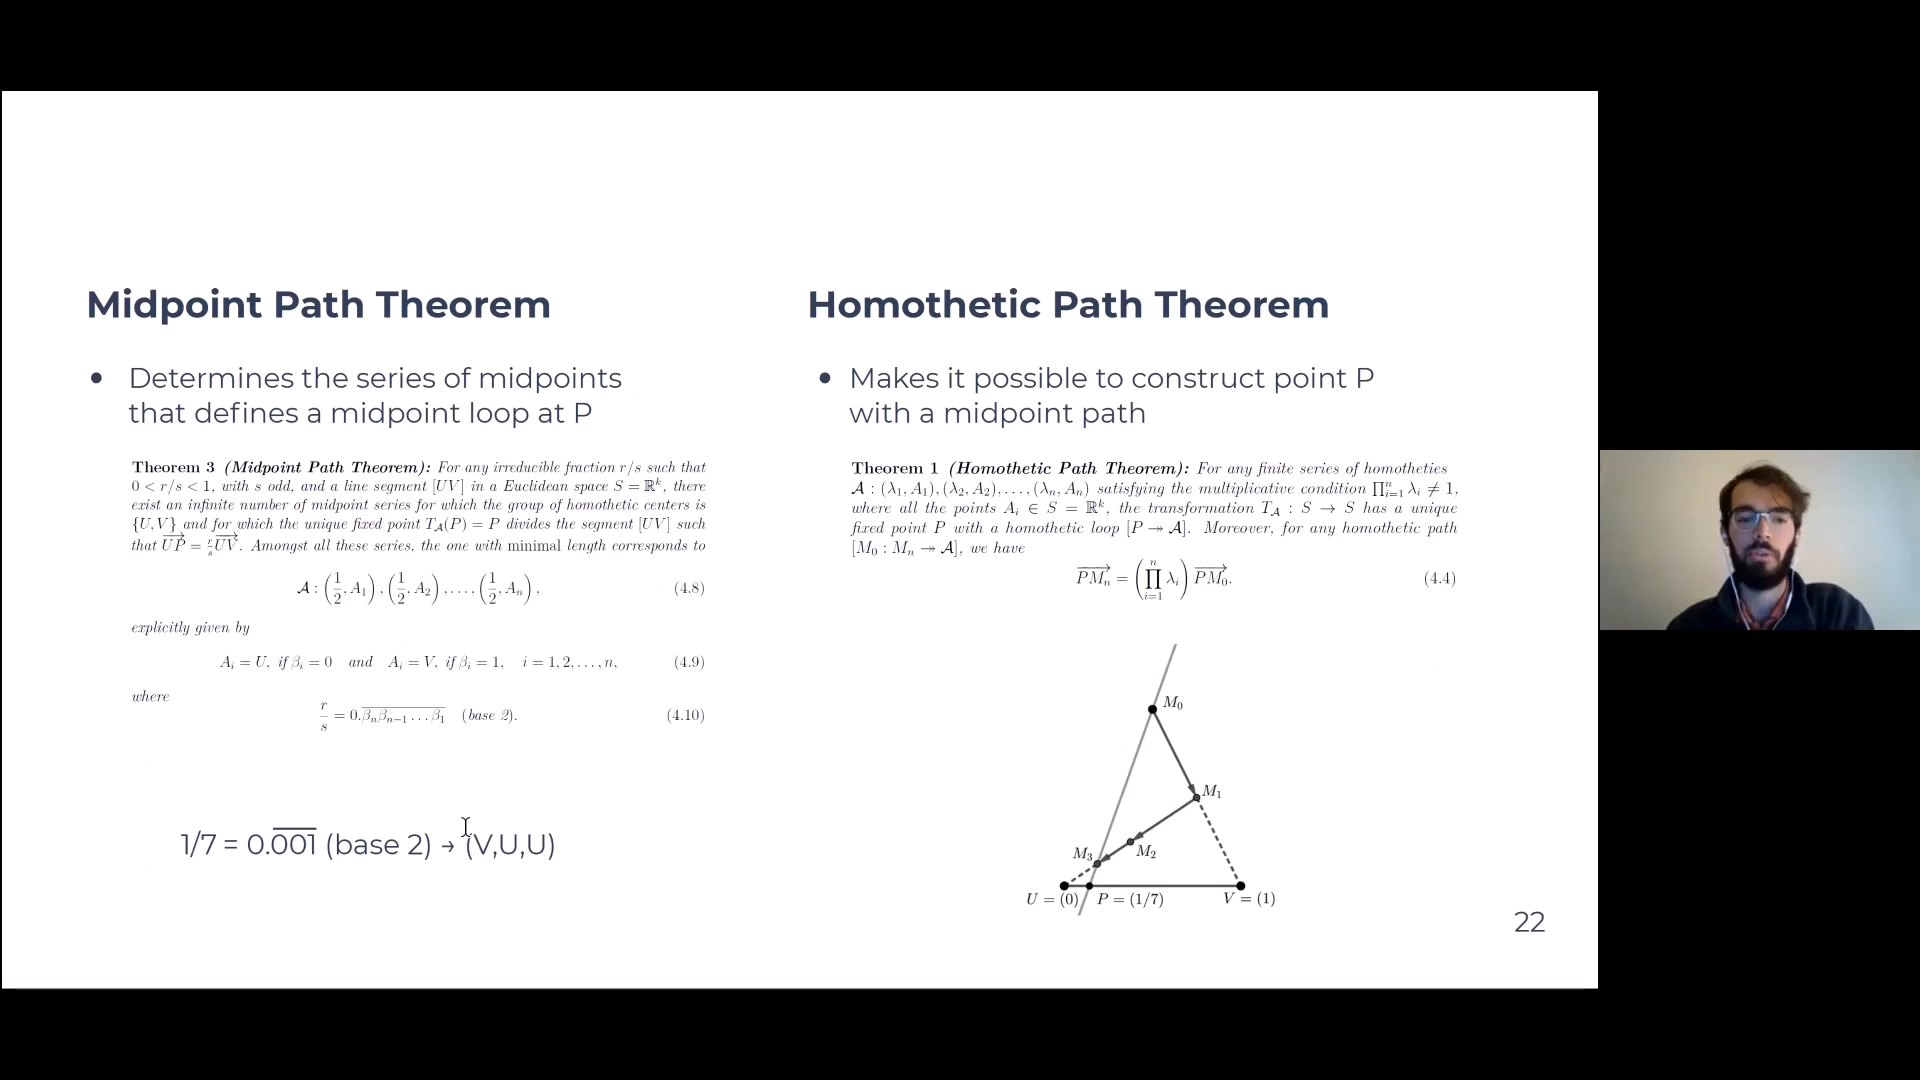 Midpoint Path Theorem
• Determines the series of midpoints
that defines a midpoint loop at P
Theorem 3 (Midpoint Path Theorem): For any irreducible fraction r/s such that
0 < r/s < 1, with s odd, and a line segment [UV] in a Euclidean space S = ℝᵏ, there
exist an infinite number of midpoint series for which the group of homothetic centers is
{U, V} and for which the unique fixed point T_𝒜(P) = P divides the segment [UV] such
that \overrightarrow{UP} = \frac{r}{s}\overrightarrow{UV}. Amongst all these series, the one with minimal length corresponds to
𝒜 : (1/2, A₁), (1/2, A₂), . . . , (1/2, Aₙ), (4.8)
explicitly given by
Aᵢ = U, if βᵢ = 0 and Aᵢ = V, if βᵢ = 1, i = 1, 2, . . . , n, (4.9)
where
\frac{r}{s} = 0.\overline{βₙβₙ₋₁ . . . β₁} (base 2). (4.10)
1/7 = 0.\overline{001} (base 2) → (V,U,U)
Homothetic Path Theorem
• Makes it possible to construct point P
with a midpoint path
Theorem 1 (Homothetic Path Theorem): For any finite series of homotheties
𝒜 : (λ₁, A₁), (λ₂, A₂), . . . , (λₙ, Aₙ) satisfying the multiplicative condition ∏ⁿᵢ₌₁ λᵢ ≠ 1,
where all the points Aᵢ ∈ S = ℝᵏ, the transformation T_𝒜 : S → S has a unique
fixed point P with a homothetic loop [P ↠ 𝒜]. Moreover, for any homothetic path
[M₀ : Mₙ ↠ 𝒜], we have
\overrightarrow{PMₙ} = (∏ⁿᵢ₌₁ λᵢ) \overrightarrow{PM₀}. (4.4)
M₀
M₁
M₂
M₃
U = (0)
P = (1/7)
V = (1)
22